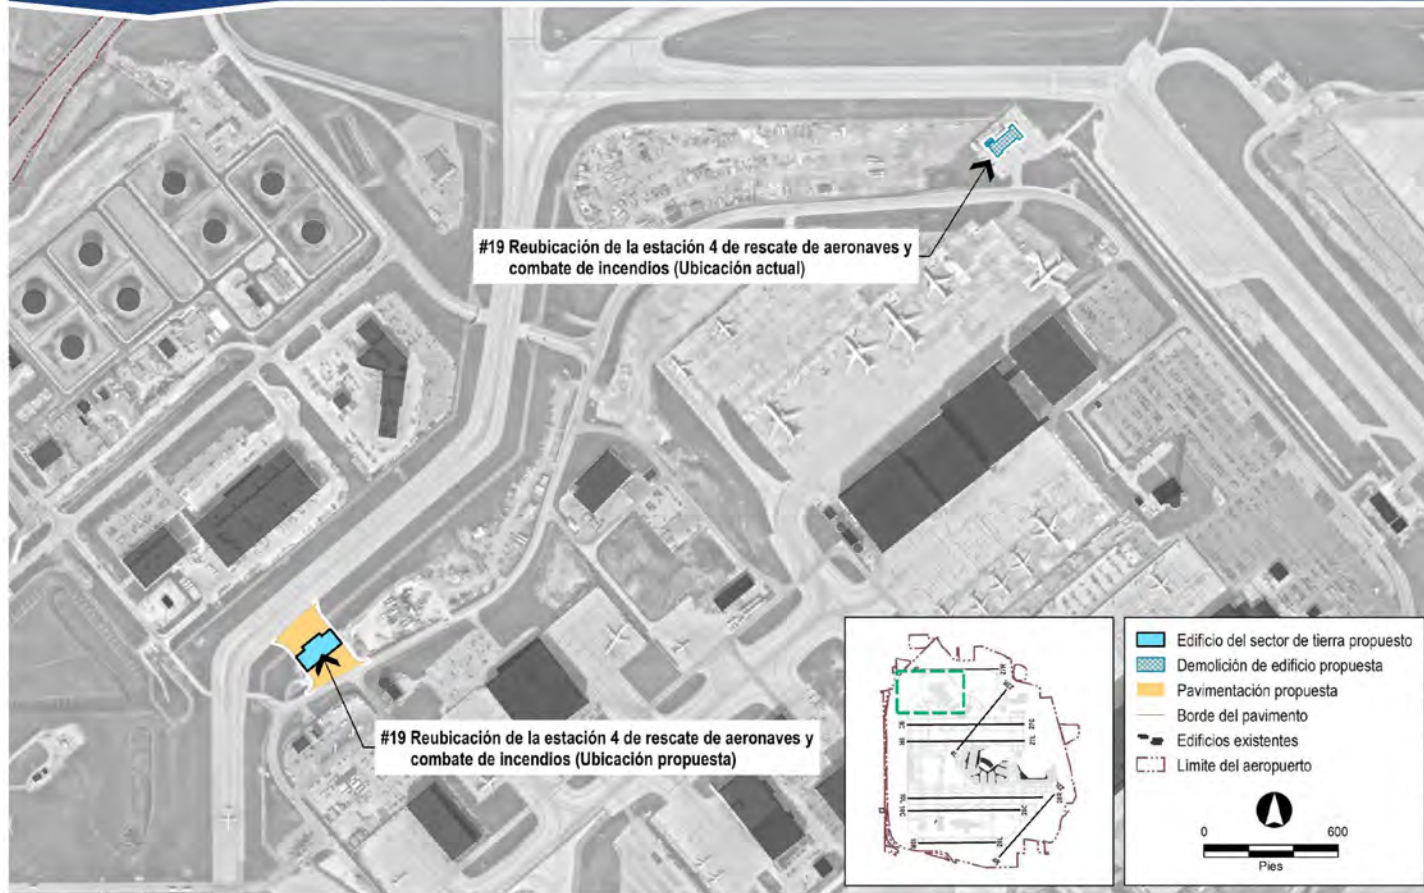 #19 Reubicación de la estación 4 de rescate de aeronaves y
combate de incendios (Ubicación actual)
#19 Reubicación de la estación 4 de rescate de aeronaves y
combate de incendios (Ubicación propuesta)
Edificio del sector de tierra propuesto
Demolición de edificio propuesta
Pavimentación propuesta
Borde del pavimento
Edificios existentes
Límite del aeropuerto
0 600
Pies